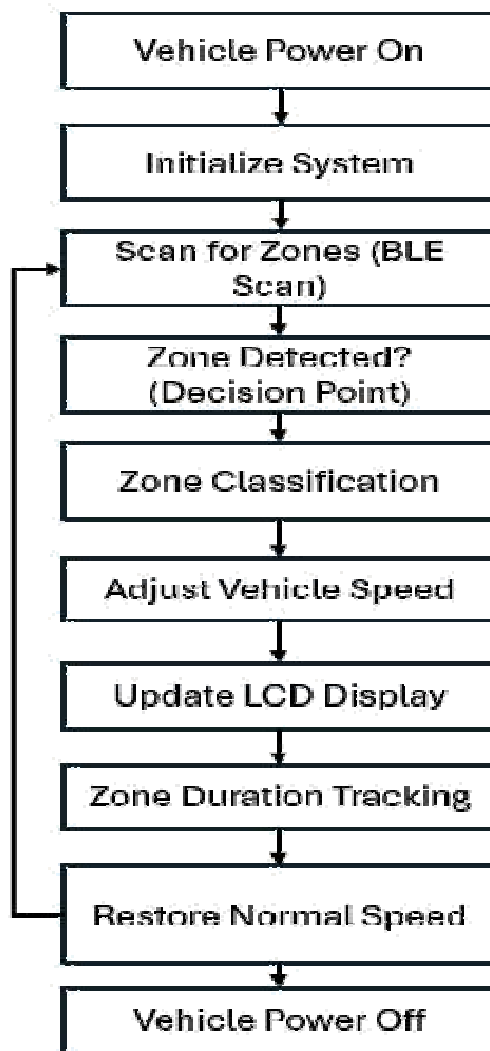 Vehicle Power On
Initialize System
Scan for Zones (BLE
Scan)
Zone Detected?
(Decision Point)
Zone Classification
Adjust Vehicle Speed
Update LCD Display
Zone Duration Tracking
Restore Normal Speed
Vehicle Power Off